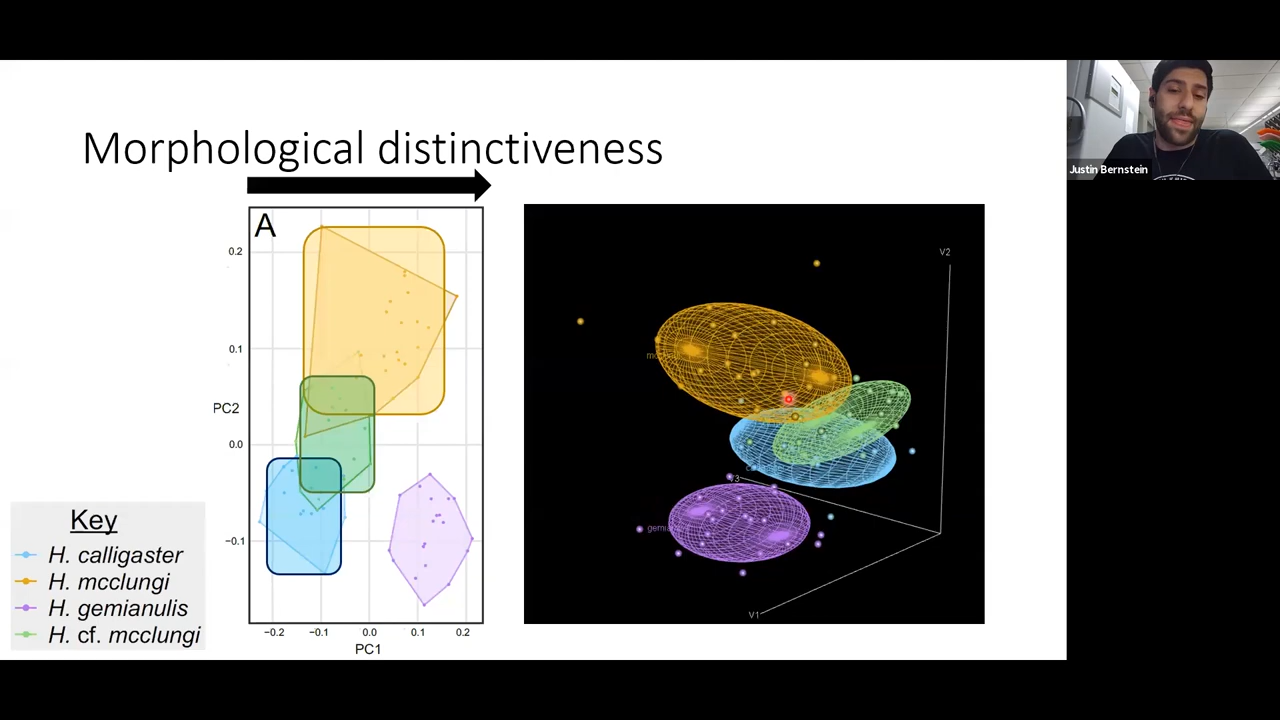 Morphological distinctiveness
A
0.2
0.1
PC2
0.0
−0.1
−0.2 −0.1 0.0 0.1 0.2
PC1
Key
H. calligaster
H. mcclungi
H. gemianulis
H. cf. mcclungi
V2
V3
V1
Justin Bernstein